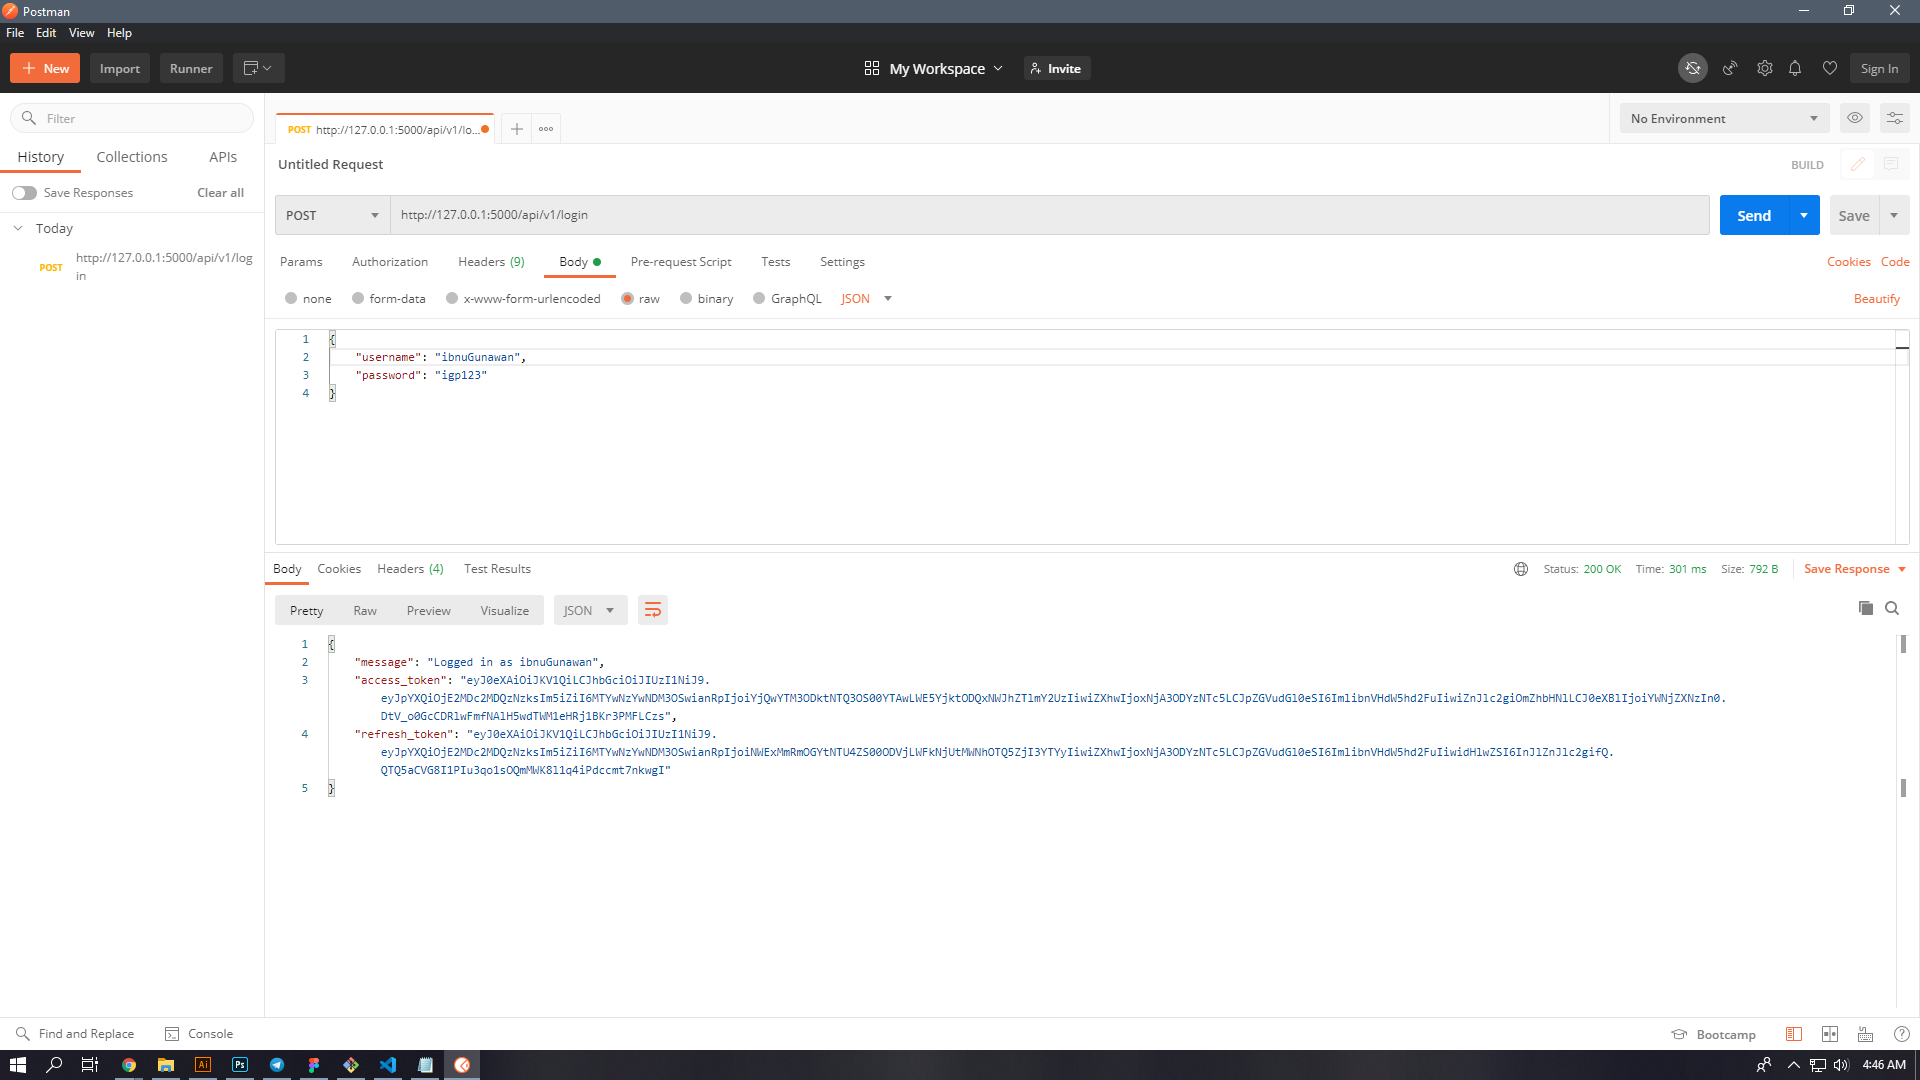 Postman
File Edit View Help
New Import Runner My Workspace Invite Sign In
Filter
History Collections APIs
Save Responses Clear all
Today
POST http://127.0.0.1:5000/api/v1/log
in
POST http://127.0.0.1:5000/api/v1/lo...
No Environment
Untitled Request BUILD
POST http://127.0.0.1:5000/api/v1/login Send Save
Params Authorization Headers (9) Body Pre-request Script Tests Settings Cookies Code
none form-data x-www-form-urlencoded raw binary GraphQL JSON Beautify
1 {
2 "username": "ibnuGunawan",
3 "password": "igp123"
4 }
Body Cookies Headers (4) Test Results Status: 200 OK Time: 301 ms Size: 792 B Save Response
Pretty Raw Preview Visualize JSON
1 {
2 "message": "Logged in as ibnuGunawan",
3 "access_token": "eyJ0eXAiOiJKV1QiLCJhbGciOiJIUzI1NiJ9.
eyJpYXQiOjE2MDc2MDQzNzksIm5iZiI6MTYwNzYwNDM3OSwianRpIjoiYjQwYTM3ODktNTQ3OS00YTAwLWE5YjktODQxNWJhZTlmY2UzIiwiZXhwIjoxNjA3ODYzNTc5LCJpZGVudGl0eSI6ImlibnVHdW5hd2FuIiwiZnJlc2giOmZhbHNlLCJ0eXBlIjoiYWNjZXNzIn0.
DtV_o0GcCDRlwFmfNAlH5wdTWM1eHRj1BKr3PMFLCzs",
4 "refresh_token": "eyJ0eXAiOiJKV1QiLCJhbGciOiJIUzI1NiJ9.
eyJpYXQiOjE2MDc2MDQzNzksIm5iZiI6MTYwNzYwNDM3OSwianRpIjoiNWExMmRmOGYtNTU4ZS00ODVjLWFkNjUtMWNhOTQ5ZjI3YTYyIiwiZXhwIjoxNjA3ODYzNTc5LCJpZGVudGl0eSI6ImlibnVHdW5hd2FuIiwidHlwZSI6InJlZnJlc2gifQ.
QTQ5aCVG8I1PIu3qo1sOQmMWK8l1q4iPdccmt7nkwgI"
5 }
Find and Replace Console Bootcamp
Ai Ps 4:46 AM